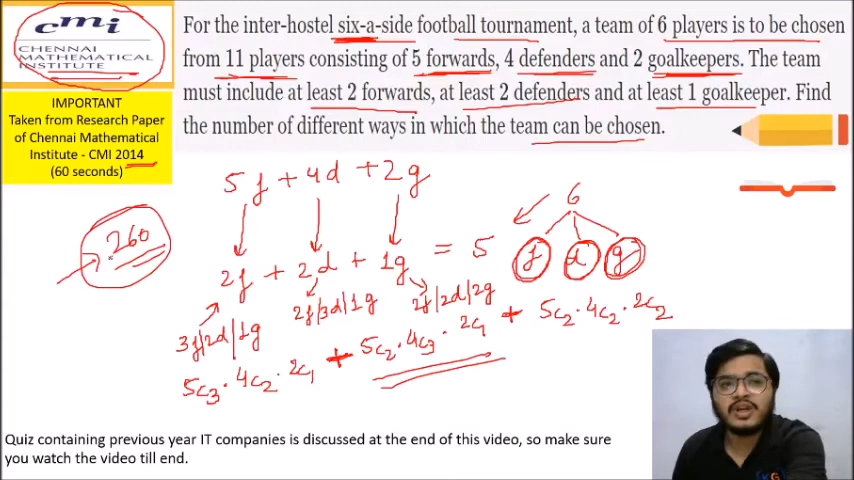 cmi
CHENNAI
MATHEMATICAL
INSTITUTE
For the inter-hostel six-a-side football tournament, a team of 6 players is to be chosen
from 11 players consisting of 5 forwards, 4 defenders and 2 goalkeepers. The team
must include at least 2 forwards, at least 2 defenders and at least 1 goalkeeper. Find
the number of different ways in which the team can be chosen.
IMPORTANT
Taken from Research Paper
of Chennai Mathematical
Institute - CMI 2014
(60 seconds)
5f + 4d + 2g
6
f d g
260
2f + 2d + 1g = 5
3f|2d|1g 2f|3d|1g 2f|2d|2g
5C3 · 4C2 · 2C1 + 5C2 · 4C3 · 2C1 + 5C2 · 4C2 · 2C2
Quiz containing previous year IT companies is discussed at the end of this video, so make sure
you watch the video till end.